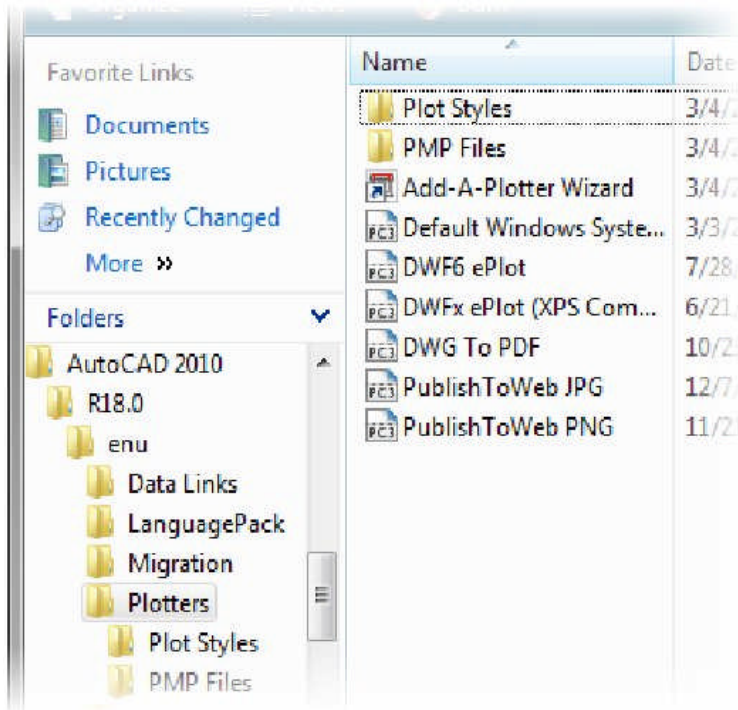 Favorite Links
Documents
Pictures
Recently Changed
More »
Folders
AutoCAD 2010
R18.0
enu
Data Links
LanguagePack
Migration
Plotters
Plot Styles
PMP Files
Name Date
Plot Styles 3/4/
PMP Files 3/4/
Add-A-Plotter Wizard 3/4/
Default Windows Syste... 3/3/
DWF6 ePlot 7/28
DWFx ePlot (XPS Com... 6/21
DWG To PDF 10/2
PublishToWeb JPG 12/7
PublishToWeb PNG 11/2